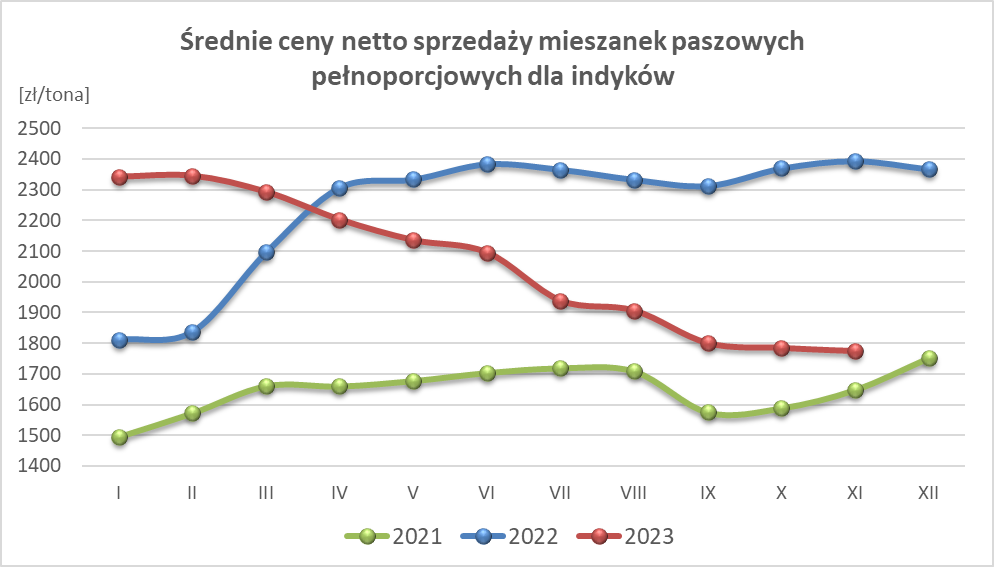 Średnie ceny netto sprzedaży mieszanek paszowych
pełnoporcjowych dla indyków
[zł/tona]
2500
2400
2300
2200
2100
2000
1900
1800
1700
1600
1500
1400
I II III IV V VI VII VIII IX X XI XII
2021 2022 2023